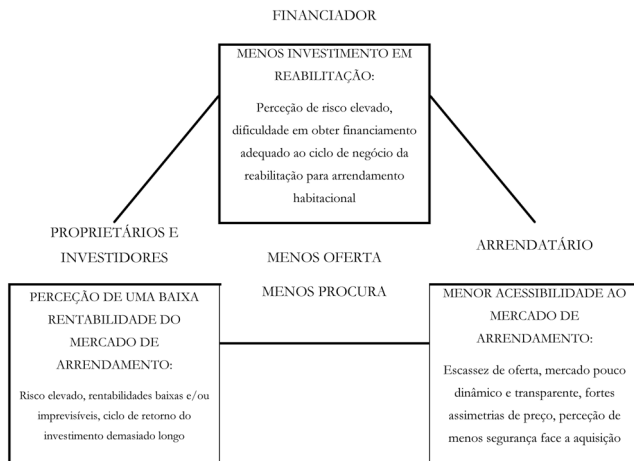 FINANCIADOR
MENOS INVESTIMENTO EM
REABILITAÇÃO:
Perceção de risco elevado,
dificuldade em obter financiamento
adequado ao ciclo de negócio da
reabilitação para arrendamento
habitacional
PROPRIETÁRIOS E
INVESTIDORES
MENOS OFERTA
MENOS PROCURA
ARRENDATÁRIO
PERCEÇÃO DE UMA BAIXA
RENTABILIDADE DO
MERCADO DE
ARRENDAMENTO:
Risco elevado, rentabilidades baixas e/ou
imprevisíveis, ciclo de retorno do
investimento demasiado longo
MENOR ACESSIBILIDADE AO
MERCADO DE
ARRENDAMENTO:
Escassez de oferta, mercado pouco
dinâmico e transparente, fortes
assimetrias de preço, perceção de
menos segurança face a aquisição